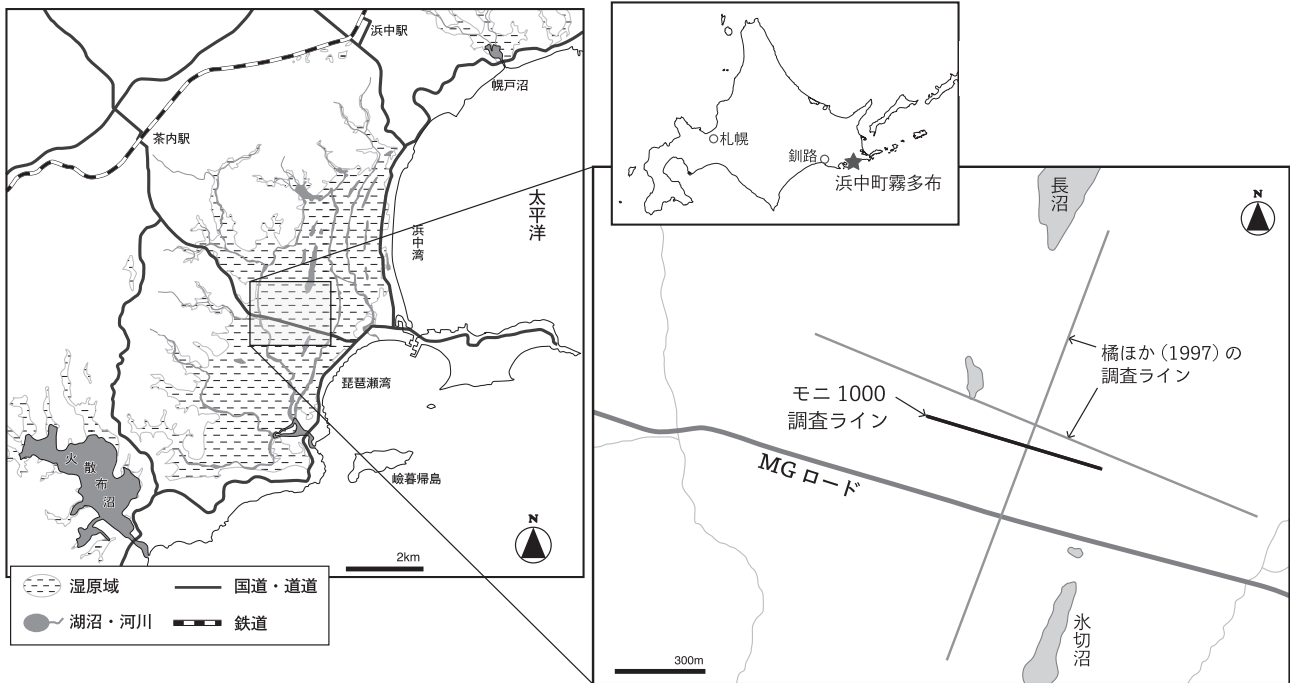 浜中駅
幌戸沼
茶内駅
太平洋
浜中湾
琵琶瀬湾
嶮暮帰島
火散布沼
N
2km
湿原域
国道・道道
湖沼・河川
鉄道
札幌
釧路
浜中町霧多布
長沼
N
橘ほか（1997）の
調査ライン
モニ 1000
調査ライン
MG ロード
氷切沼
300m